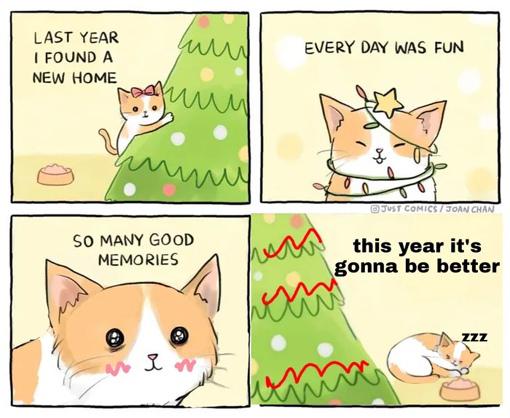 LAST YEAR
I FOUND A
NEW HOME
EVERY DAY WAS FUN
@JUST COMICS / JOAN CHAN
SO MANY GOOD
MEMORIES
this year it's
gonna be better
zzz